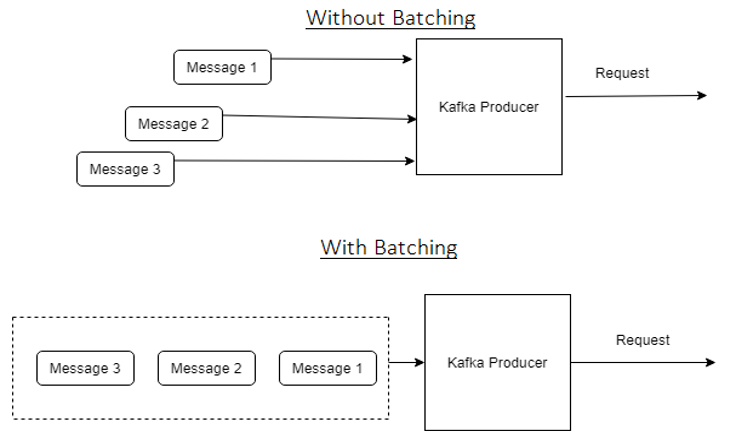 Without Batching
Message 1
Request
Kafka Producer
Message 2
Message 3
With Batching
Request
Message 3
Message 2
Message 1
Kafka Producer